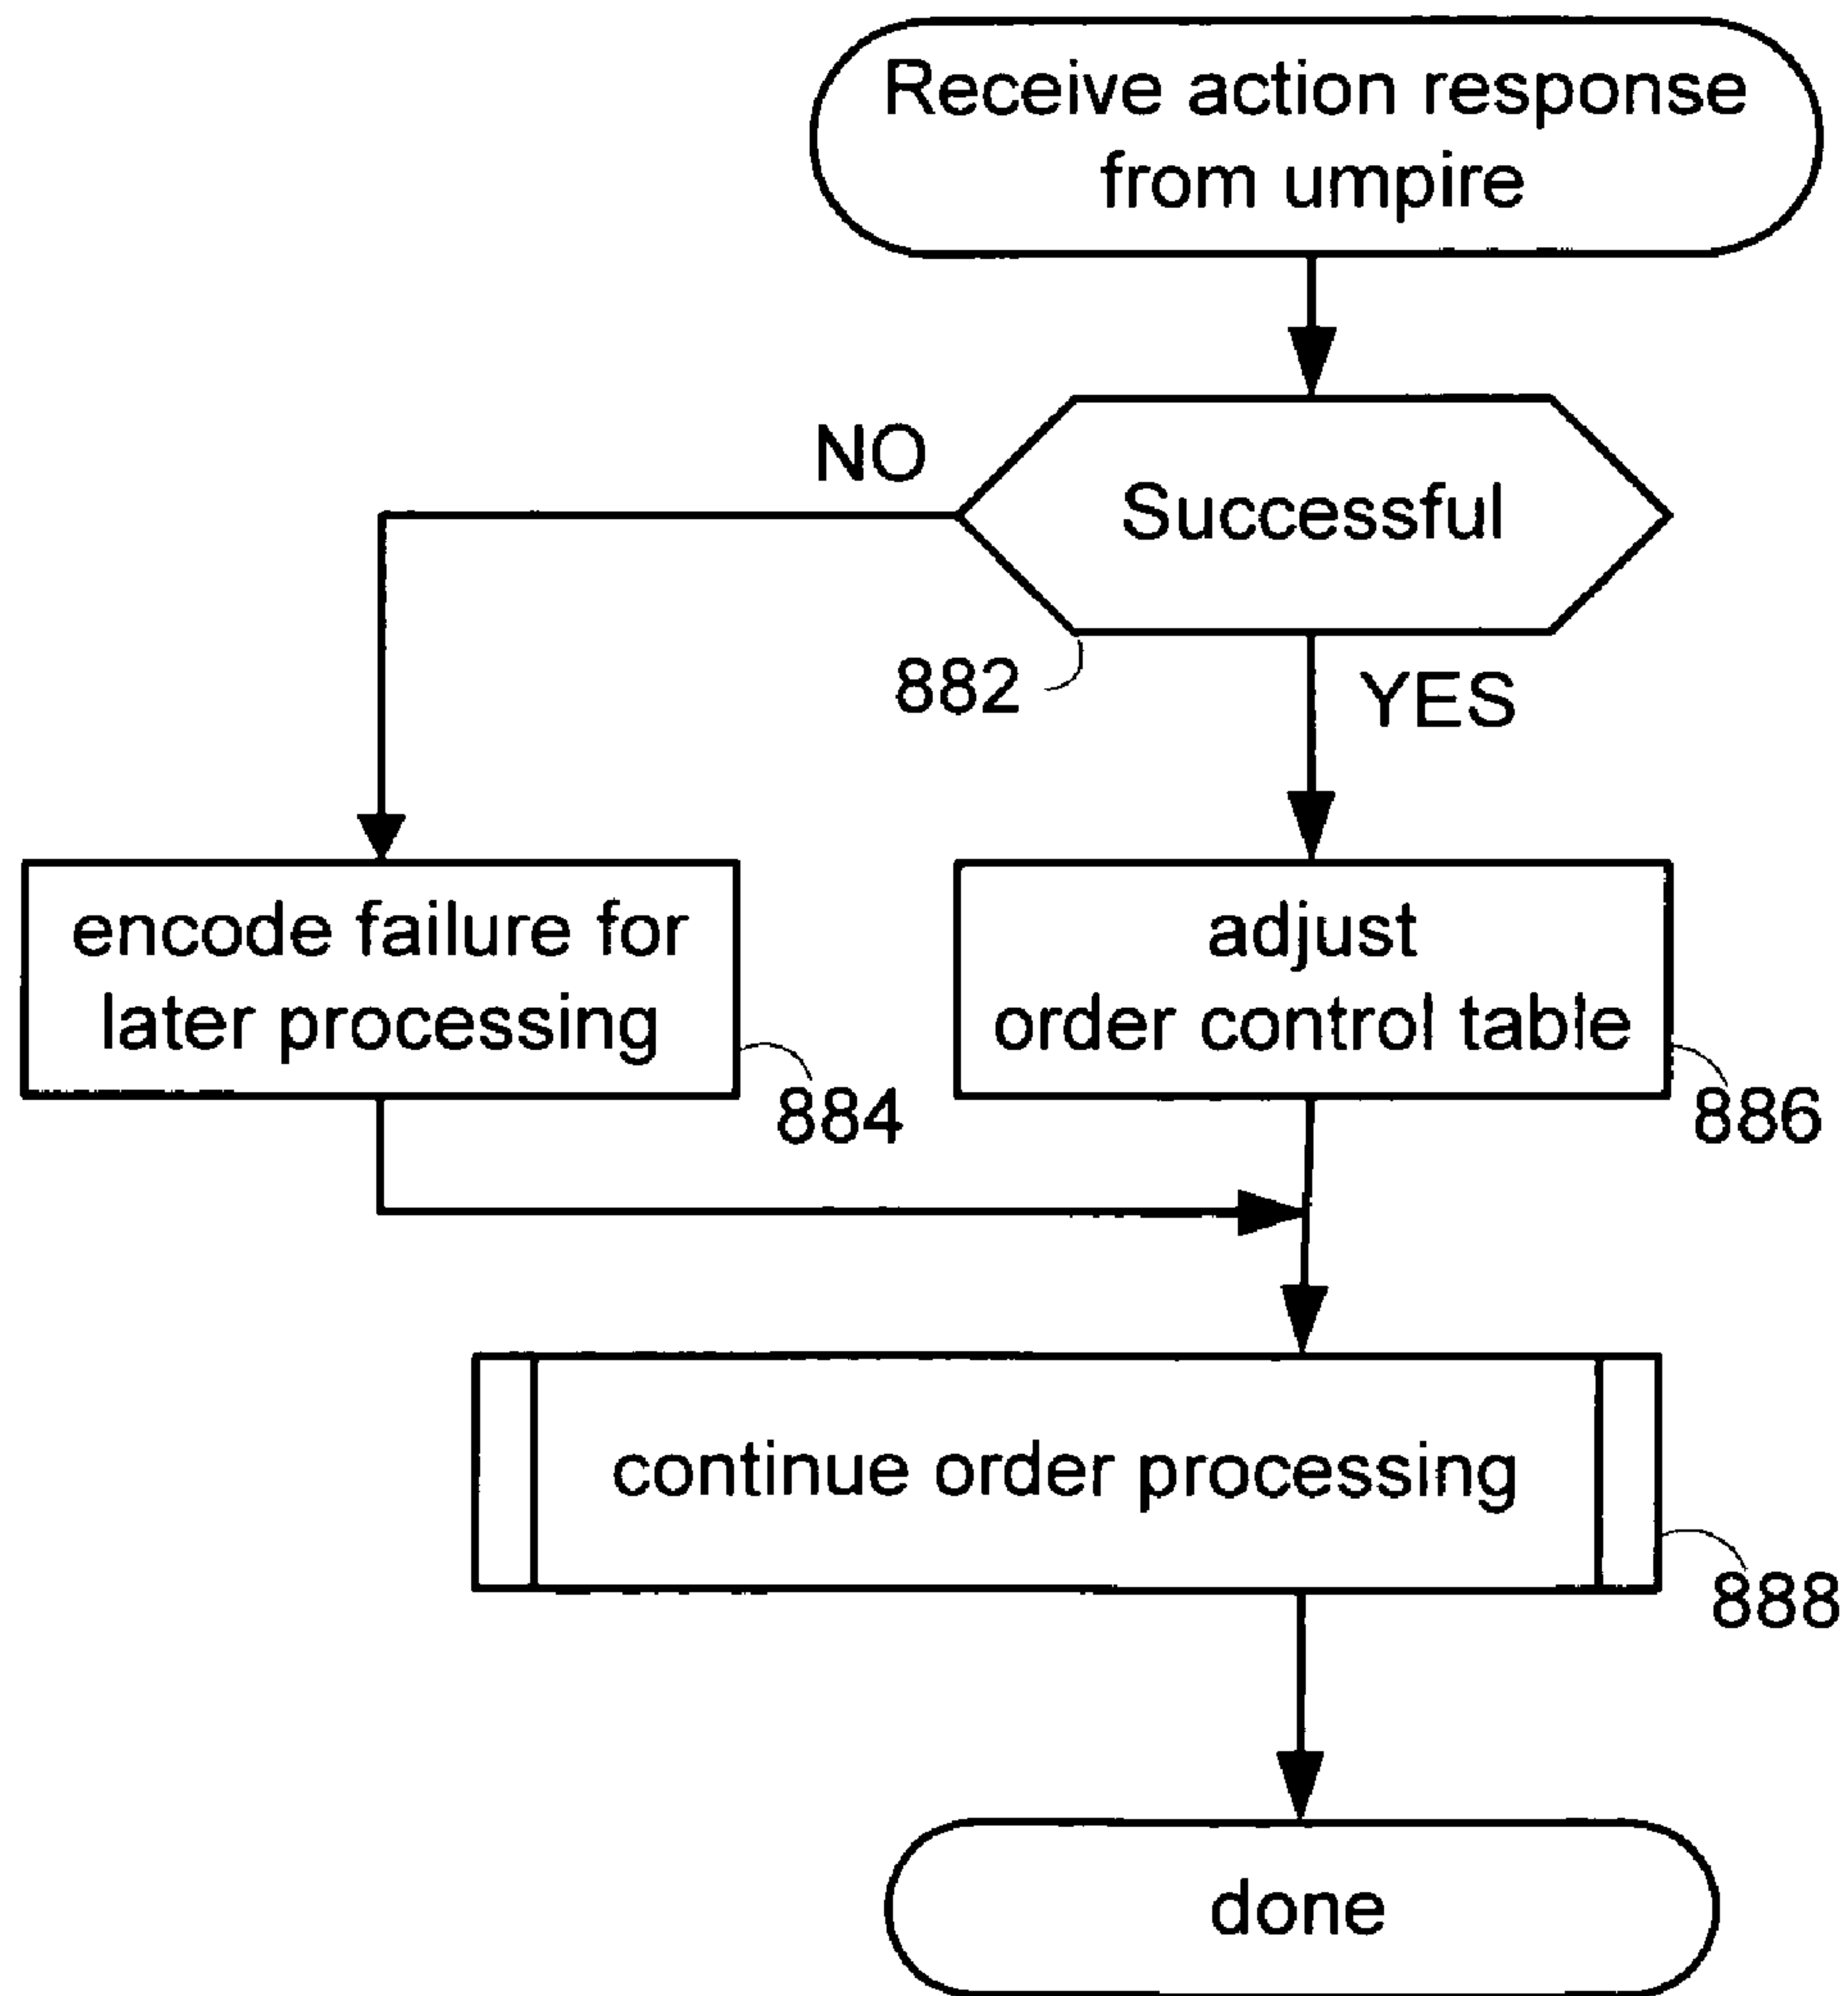 Receive action response
from umpire
NO
Successful
882
YES
encode failure for
later processing
adjust
order control table
884
886
continue order processing
888
done